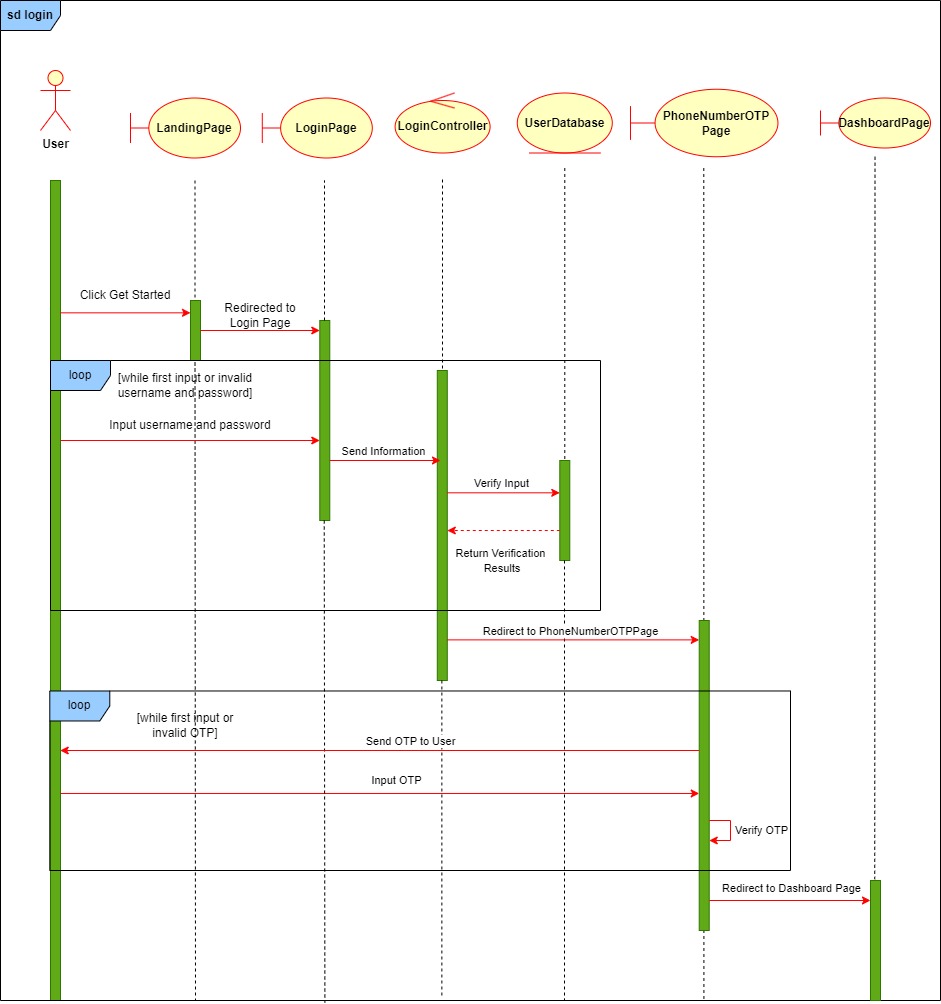 sd login
User
LandingPage
LoginPage
LoginController
UserDatabase
PhoneNumberOTP
Page
DashboardPage
Click Get Started
Redirected to
Login Page
loop
[while first input or invalid
username and password]
Input username and password
Send Information
Verify Input
Return Verification
Results
Redirect to PhoneNumberOTPPage
loop
[while first input or
invalid OTP]
Send OTP to User
Input OTP
Verify OTP
Redirect to Dashboard Page